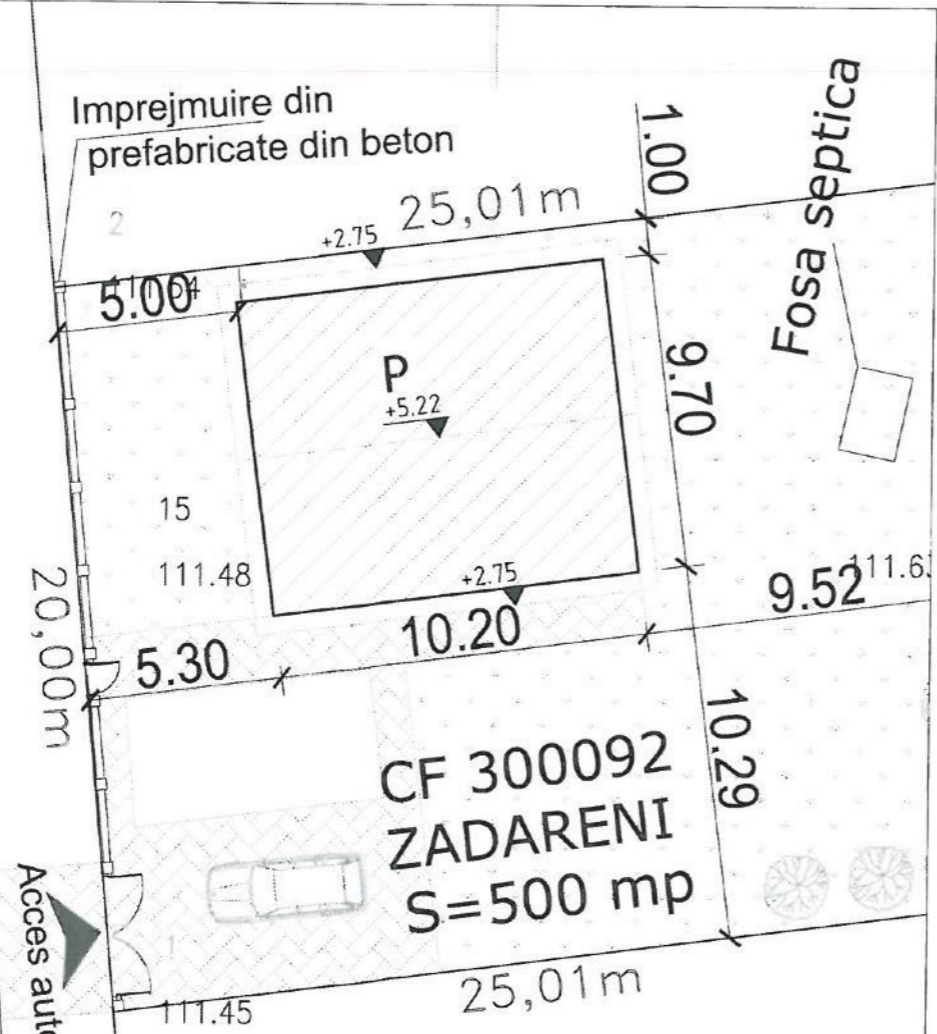 Imprejmuire din
prefabricate din beton
1.00
Fosa septica
2
25,01m
+2.75
5.00
P
+5.22
9.70
15
111.48
+2.75
9.52
10.20
5.30
20,00m
10.29
CF 300092
ZADARENI
S=500 mp
Acces
1
25,01m
111.45